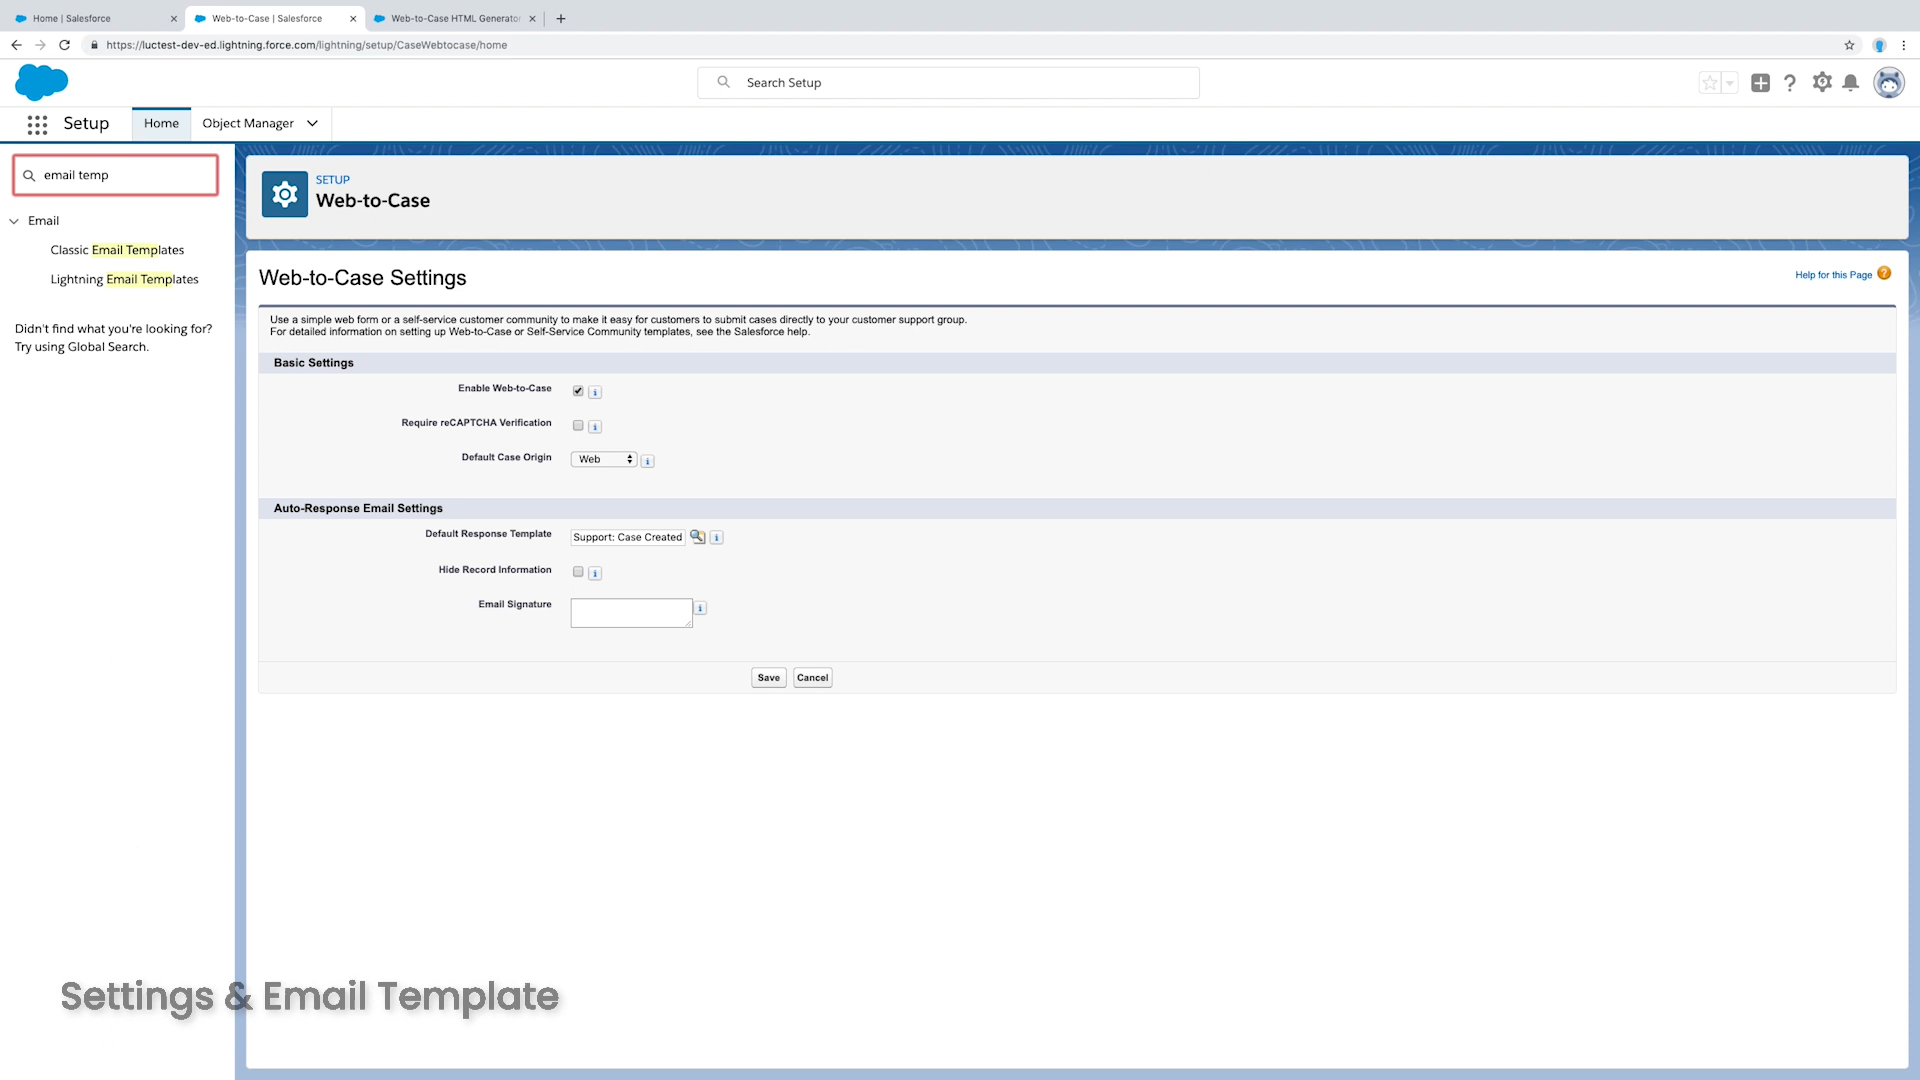 Home | Salesforce
Web-to-Case | Salesforce
Web-to-Case HTML Generator
https://luctest-dev-ed.lightning.force.com/lightning/setup/CaseWebtocase/home
Search Setup
Setup
Home
Object Manager
email temp
Email
Classic Email Templates
Lightning Email Templates
Didn't find what you're looking for?
Try using Global Search.
SETUP
Web-to-Case
Web-to-Case Settings
Help for this Page
Use a simple web form or a self-service customer community to make it easy for customers to submit cases directly to your customer support group.
For detailed information on setting up Web-to-Case or Self-Service Community templates, see the Salesforce help.
Basic Settings
Enable Web-to-Case
Require reCAPTCHA Verification
Default Case Origin Web
Auto-Response Email Settings
Default Response Template Support: Case Created
Hide Record Information
Email Signature
Save Cancel
Settings & Email Template